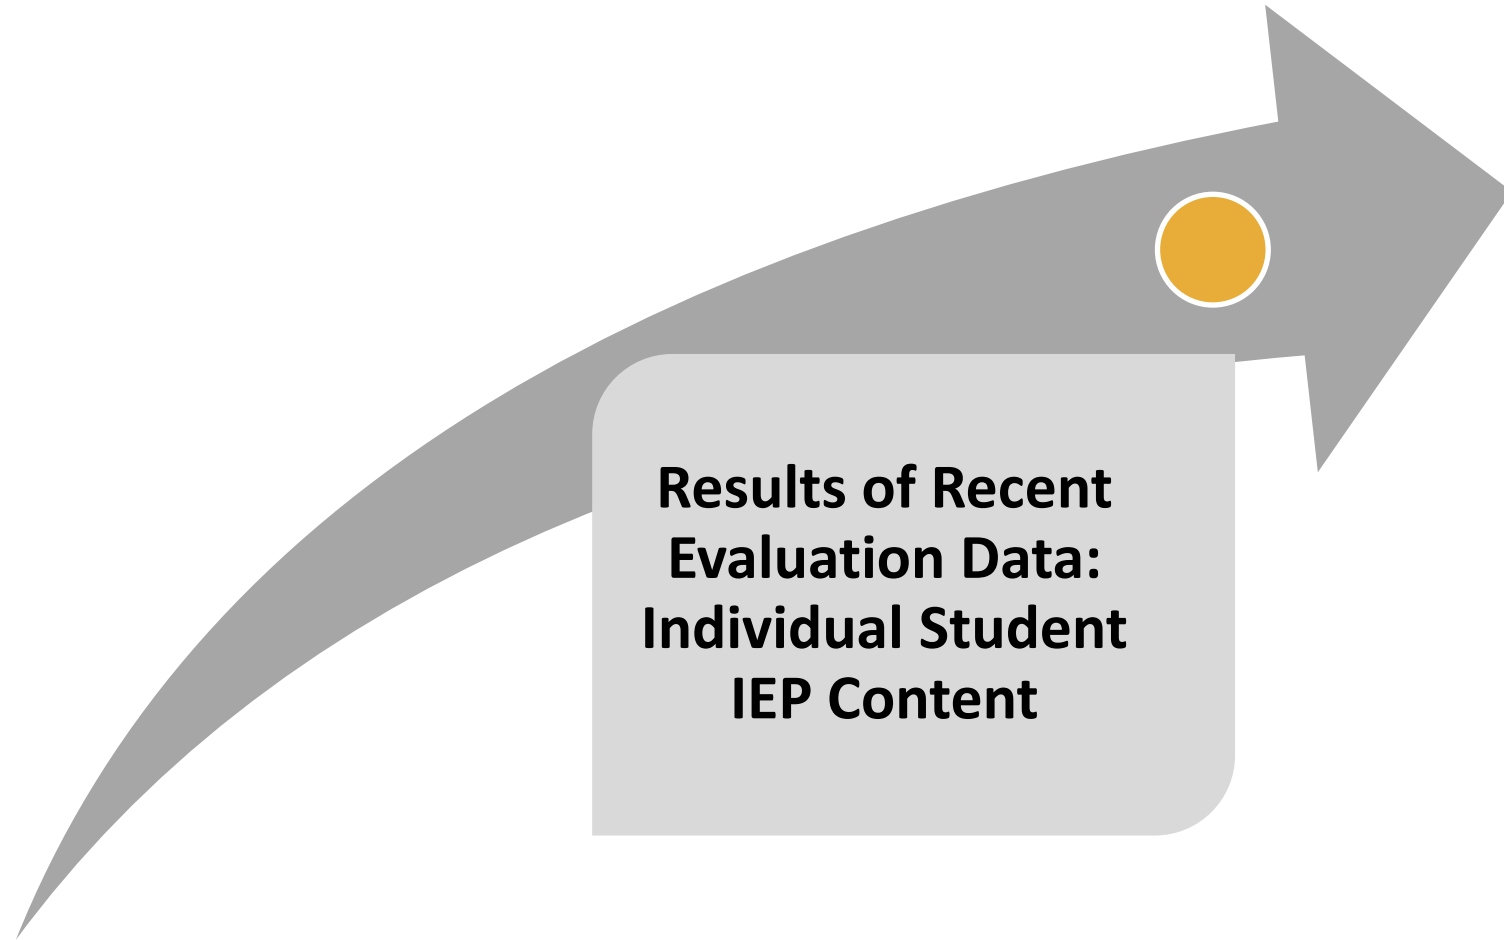 Results of Recent
Evaluation Data:
Individual Student
IEP Content